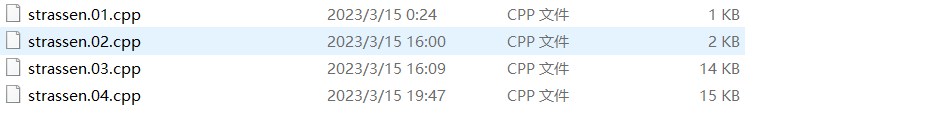 strassen.01.cpp 2023/3/15 0:24 CPP 文件 1 KB
strassen.02.cpp 2023/3/15 16:00 CPP 文件 2 KB
strassen.03.cpp 2023/3/15 16:09 CPP 文件 14 KB
strassen.04.cpp 2023/3/15 19:47 CPP 文件 15 KB